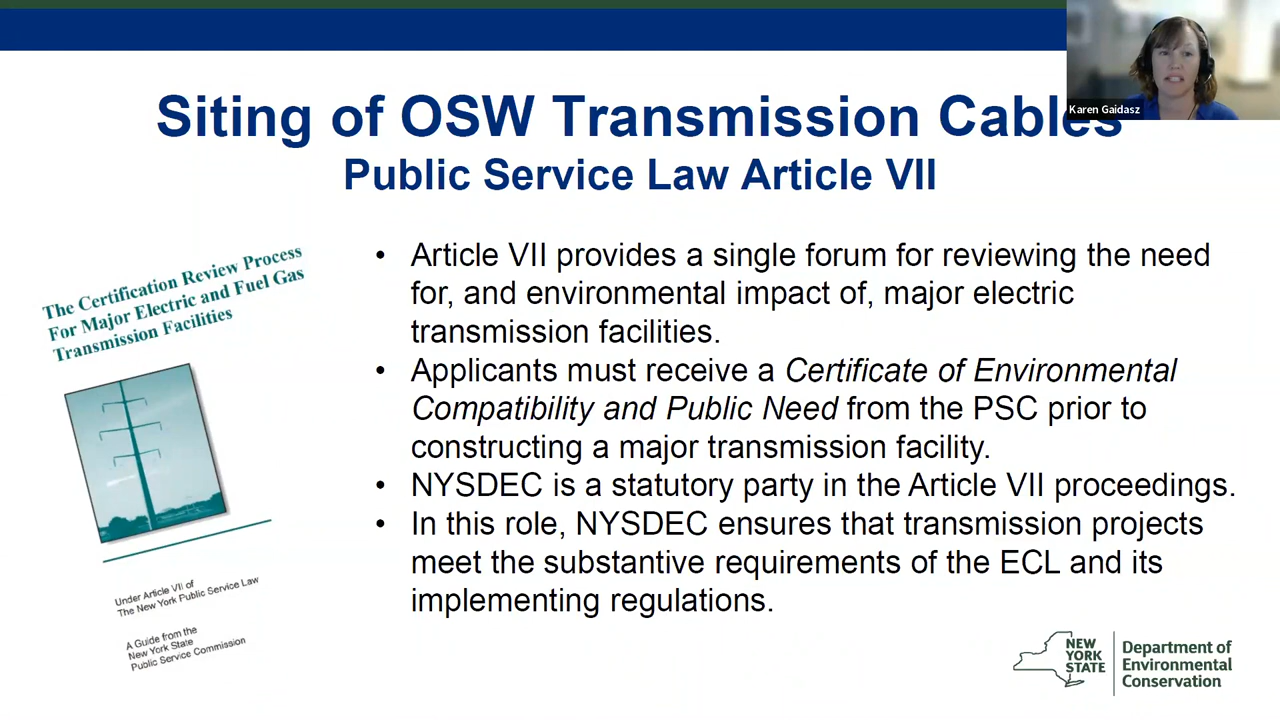 Karen Gaidasz
Siting of OSW Transmission Cables
Public Service Law Article VII
The Certification Review Process
For Major Electric and Fuel Gas
Transmission Facilities
Under Article VII of
The New York Public Service Law
A Guide from the
New York State
Public Service Commission
• Article VII provides a single forum for reviewing the need
for, and environmental impact of, major electric
transmission facilities.
• Applicants must receive a Certificate of Environmental
Compatibility and Public Need from the PSC prior to
constructing a major transmission facility.
• NYSDEC is a statutory party in the Article VII proceedings.
• In this role, NYSDEC ensures that transmission projects
meet the substantive requirements of the ECL and its
implementing regulations.
NEW
YORK
STATE
Department of
Environmental
Conservation